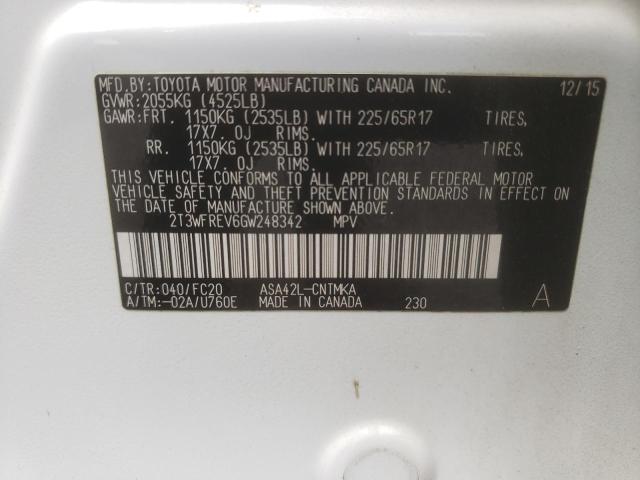 MFD.BY:TOYOTA MOTOR MANUFACTURING CANADA INC. 12/15
GVWR:2055KG (4525LB)
GAWR:FRT. 1150KG (2535LB) WITH 225/65R17 TIRES,
17X7.0J RIMS.
RR. 1150KG (2535LB) WITH 225/65R17 TIRES,
17X7.0J RIMS.
THIS VEHICLE CONFORMS TO ALL APPLICABLE FEDERAL MOTOR
VEHICLE SAFETY AND THEFT PREVENTION STANDARDS IN EFFECT ON
THE DATE OF MANUFACTURE SHOWN ABOVE.
2T3WFREV6GW248342 MPV
C/TR:040/FC20 ASA42L-CNTMKA
A/TM:-02A/U760E MADE IN CANADA 230 A